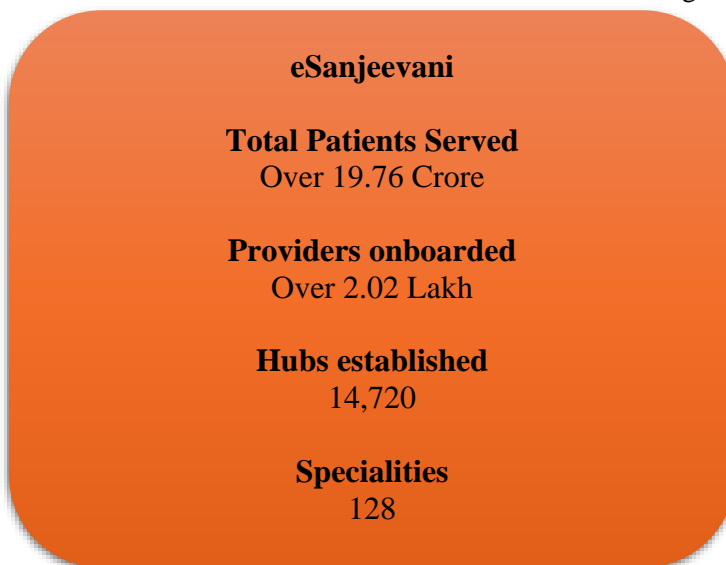 eSanjeevani
Total Patients Served
Over 19.76 Crore
Providers onboarded
Over 2.02 Lakh
Hubs established
14,720
Specialities
128